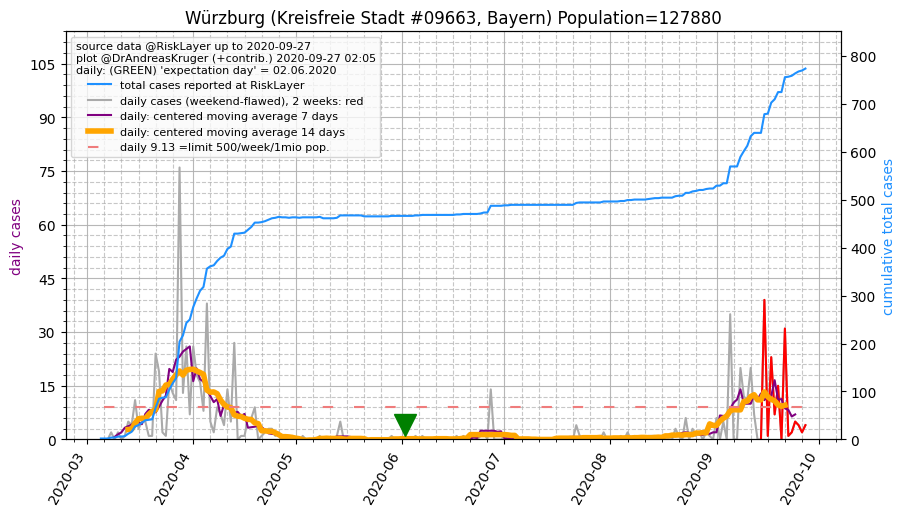 Würzburg (Kreisfreie Stadt #09663, Bayern) Population=127880
source data @RiskLayer up to 2020-09-27
plot @DrAndreasKruger (+contrib.) 2020-09-27 02:05
daily: (GREEN) 'expectation day' = 02.06.2020
total cases reported at RiskLayer
daily cases (weekend-flawed), 2 weeks: red
daily: centered moving average 7 days
daily: centered moving average 14 days
daily 9.13 =limit 500/week/1mio pop.
daily cases
105
90
75
60
45
30
15
0
cumulative total cases
800
700
600
500
400
300
200
100
0
2020-03
2020-04
2020-05
2020-06
2020-07
2020-08
2020-09
2020-10